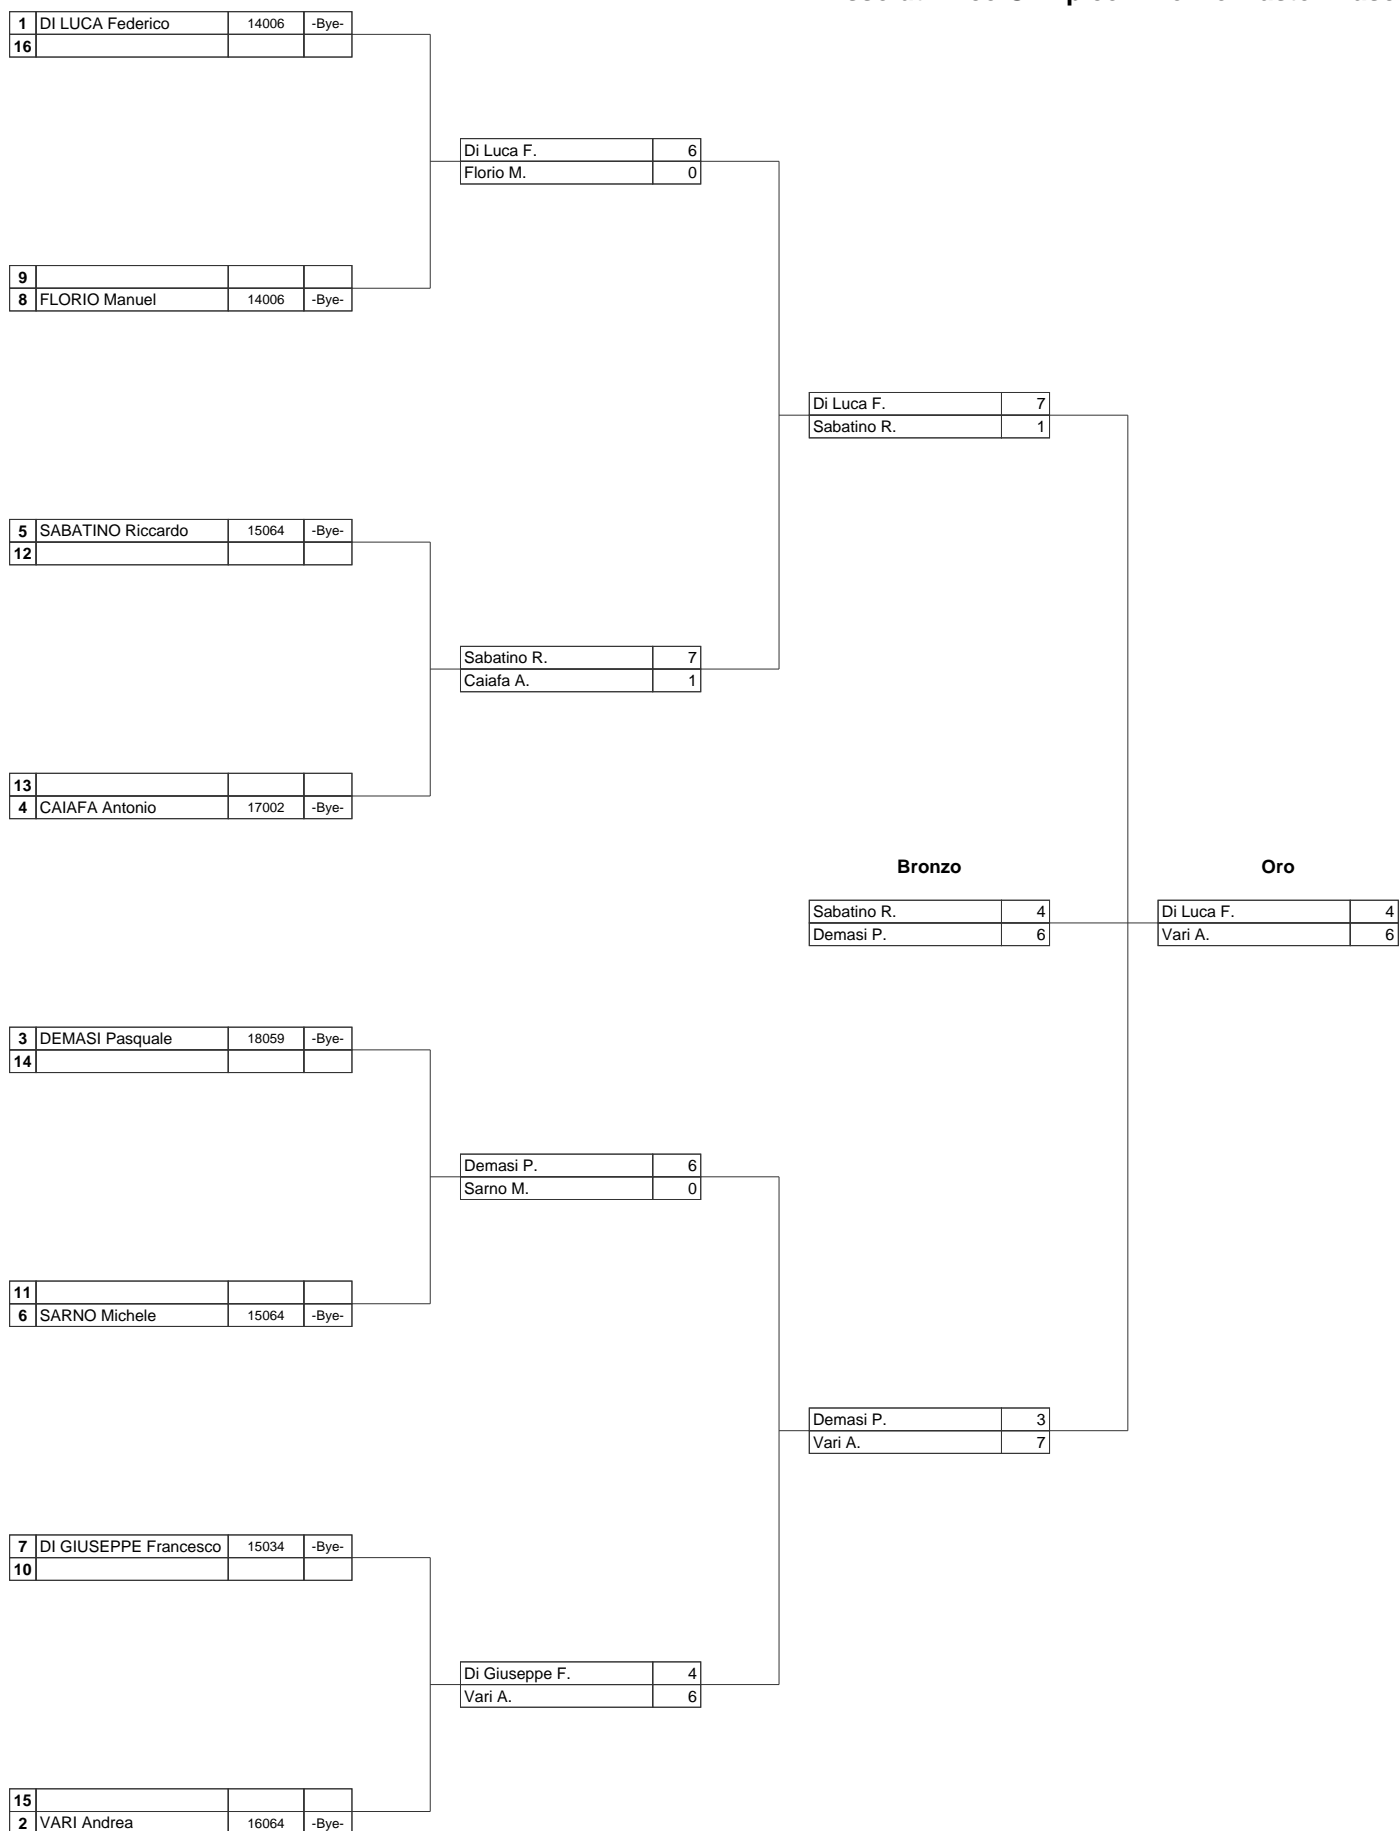 1 DI LUCA Federico 14006 -Bye-
16
Di Luca F. 6
Florio M. 0
9
8 FLORIO Manuel 14006 -Bye-
Di Luca F. 7
Sabatino R. 1
5 SABATINO Riccardo 15064 -Bye-
12
Sabatino R. 7
Caiafa A. 1
13
4 CAIAFA Antonio 17002 -Bye-
Bronzo Oro
Sabatino R. 4 Di Luca F. 4
Demasi P. 6 Vari A. 6
3 DEMASI Pasquale 18059 -Bye-
14
Demasi P. 6
Sarno M. 0
11
6 SARNO Michele 15064 -Bye-
Demasi P. 3
Vari A. 7
7 DI GIUSEPPE Francesco 15034 -Bye-
10
Di Giuseppe F. 4
Vari A. 6
15
2 VARI Andrea 16064 -Bye-